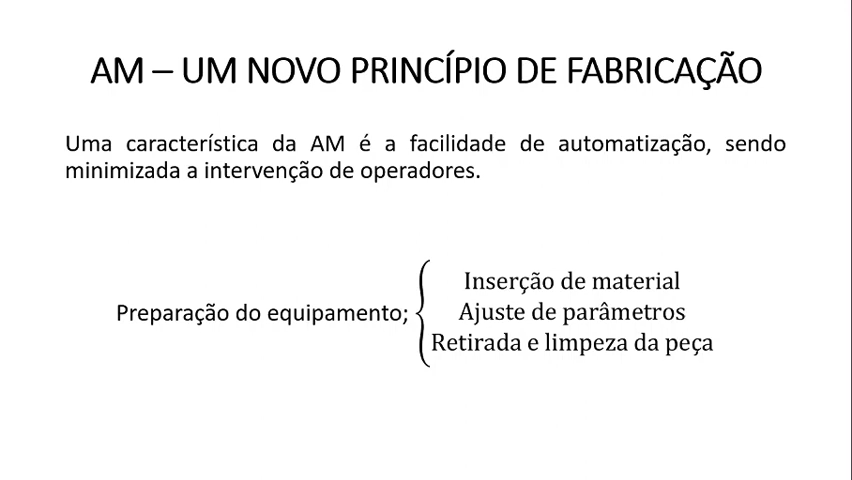 AM – UM NOVO PRINCÍPIO DE FABRICAÇÃO
Uma característica da AM é a facilidade de automatização, sendo
minimizada a intervenção de operadores.
Inserção de material
Preparação do equipamento;
Ajuste de parâmetros
Retirada e limpeza da peça